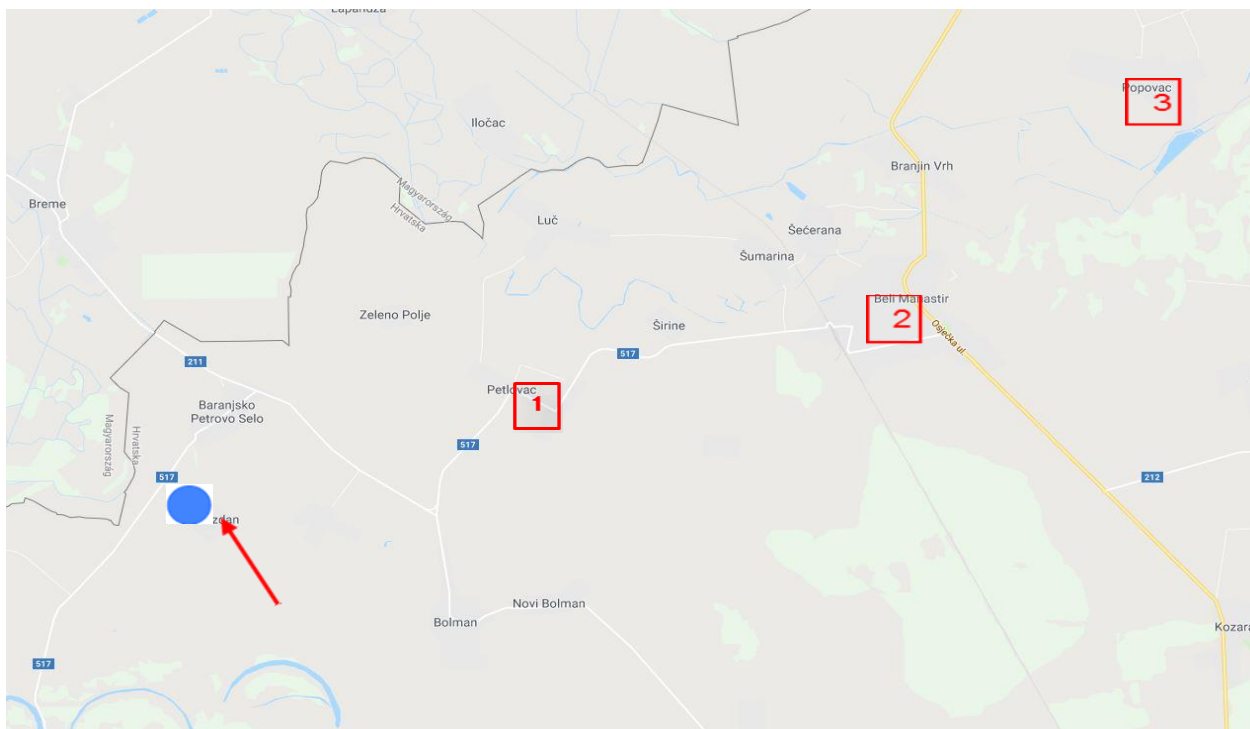 Popovac
3
Iločac
Branjin Vrh
Magyarország
Hrvatska
Breme
Luč
Šećerana
Šumarina
Beli Manastir
2
Zeleno Polje
Širine
Osječka ul.
517
211
Petlovac
1
Baranjsko
Petrovo Selo
Magyarország
Hrvatska
517
517
212
zdan
Novi Bolman
Bolman
Kozara
517